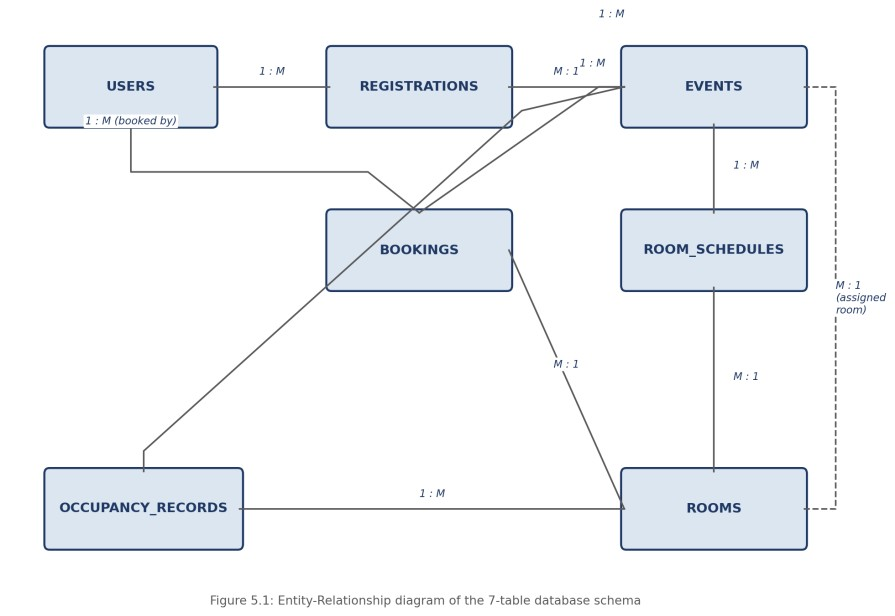 1 : M
USERS
1 : M
REGISTRATIONS
M : 1
1 : M
EVENTS
1 : M (booked by)
1 : M
BOOKINGS
ROOM_SCHEDULES
M : 1
(assigned
room)
M : 1
M : 1
OCCUPANCY_RECORDS
1 : M
ROOMS
Figure 5.1: Entity-Relationship diagram of the 7-table database schema